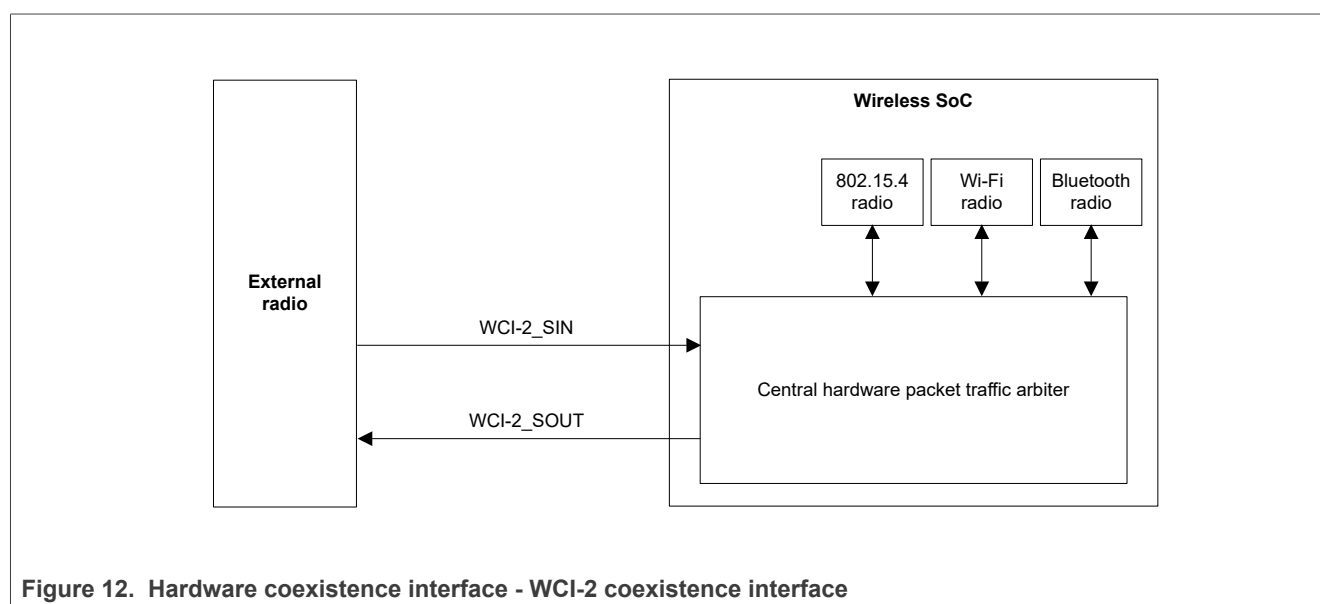 Wireless SoC
802.15.4
radio
Wi-Fi
radio
Bluetooth
radio
External
radio
WCI-2_SIN
Central hardware packet traffic arbiter
WCI-2_SOUT
Figure 12. Hardware coexistence interface - WCI-2 coexistence interface